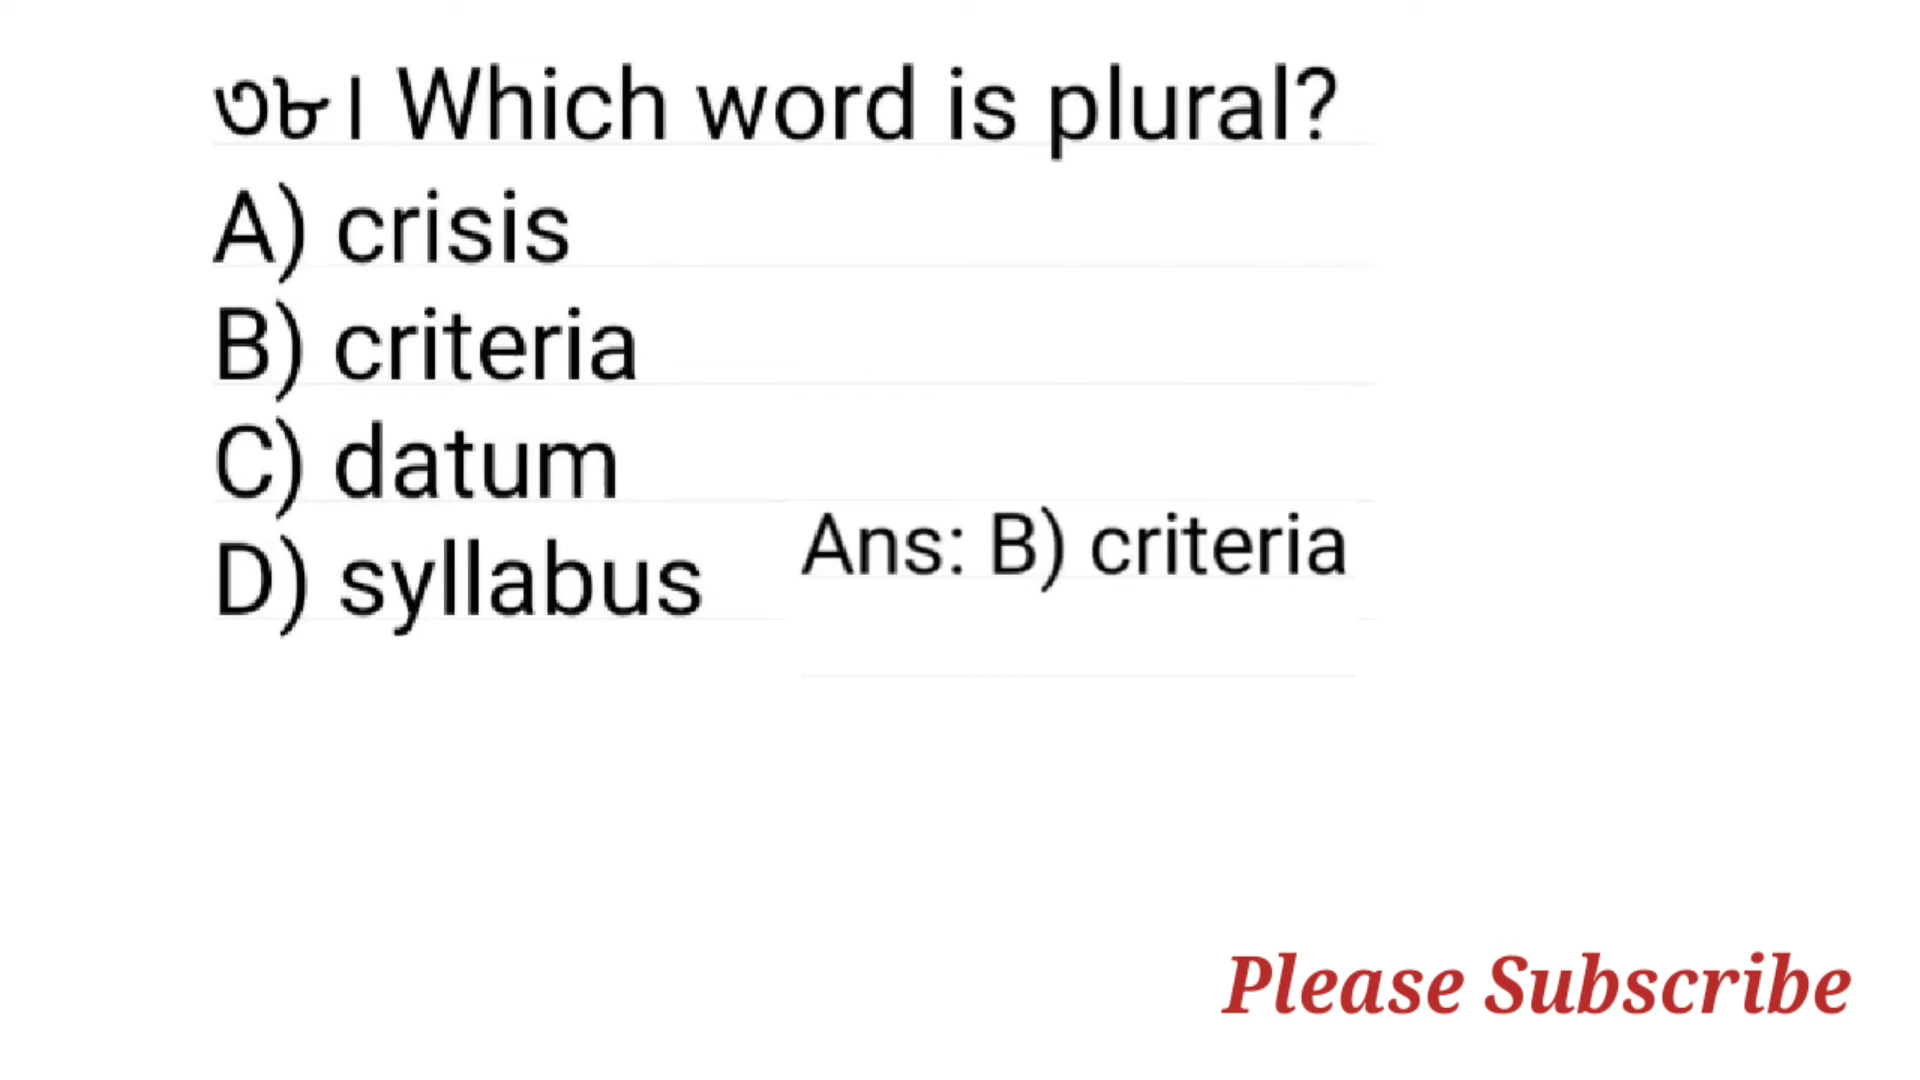 ৩৮। Which word is plural?
A) crisis
B) criteria
C) datum
D) syllabus
Ans: B) criteria
Please Subscribe